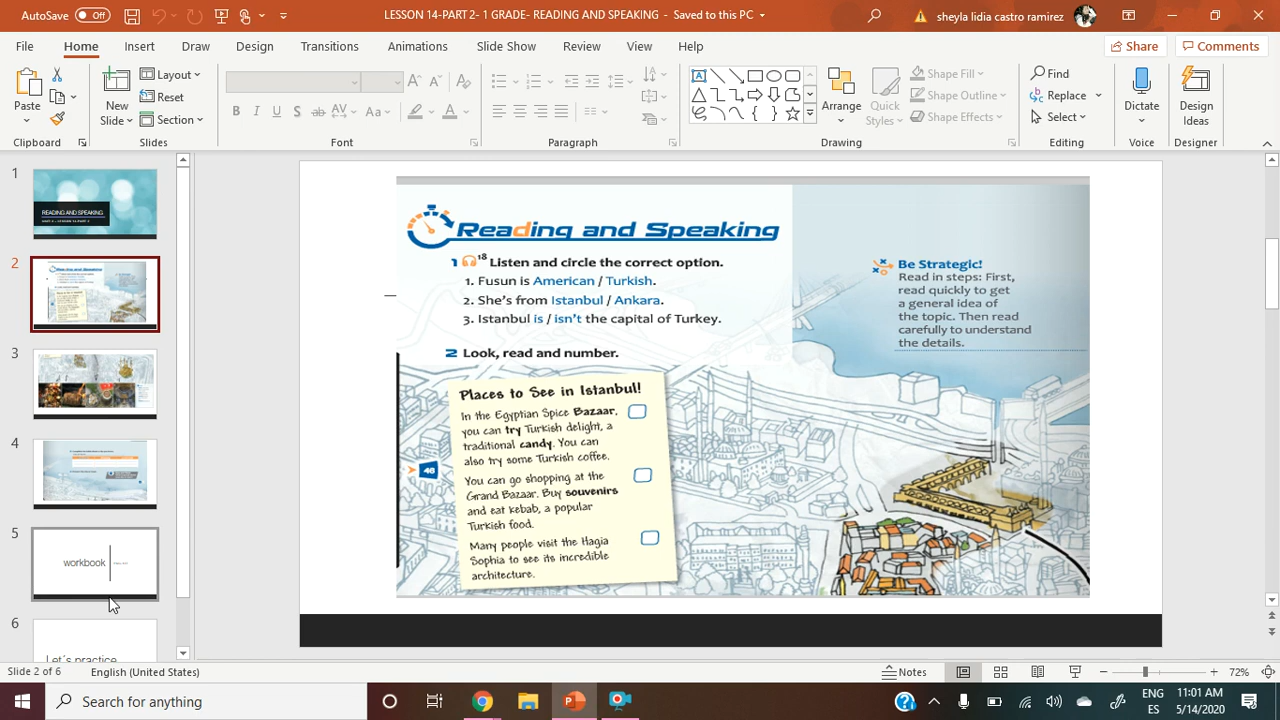 AutoSave Off
LESSON 14-PART 2- 1 GRADE- READING AND SPEAKING - Saved to this PC
sheyla lidia castro ramirez
File Home Insert Draw Design Transitions Animations Slide Show Review View Help Share Comments
Paste
New Slide
Layout
Reset
Section
Arrange
Quick Styles
Shape Fill
Shape Outline
Shape Effects
Find
Replace
Select
Dictate
Design Ideas
Clipboard Slides Font Paragraph Drawing Editing Voice Designer
1
READING AND SPEAKING
2
3
4
5
workbook
6
Let´s practice
Reading and Speaking
1 18 Listen and circle the correct option.
1. Fusun is American / Turkish.
2. She's from Istanbul / Ankara.
3. Istanbul is / isn't the capital of Turkey.
2 Look, read and number.
Be Strategic!
Read in steps: First,
read quickly to get
a general idea of
the topic. Then read
carefully to understand
the details.
Places to See in Istanbul!
In the Egyptian Spice Bazaar,
you can try Turkish delight, a
traditional candy. You can
also try some Turkish coffee.
You can go shopping at the
Grand Bazaar. Buy souvenirs
and eat kebab, a popular
Turkish food.
Many people visit the Hagia
Sophia to see its incredible
architecture.
46
Slide 2 of 6 English (United States) Notes 72%
Search for anything
ENG
ES
11:01 AM
5/14/2020